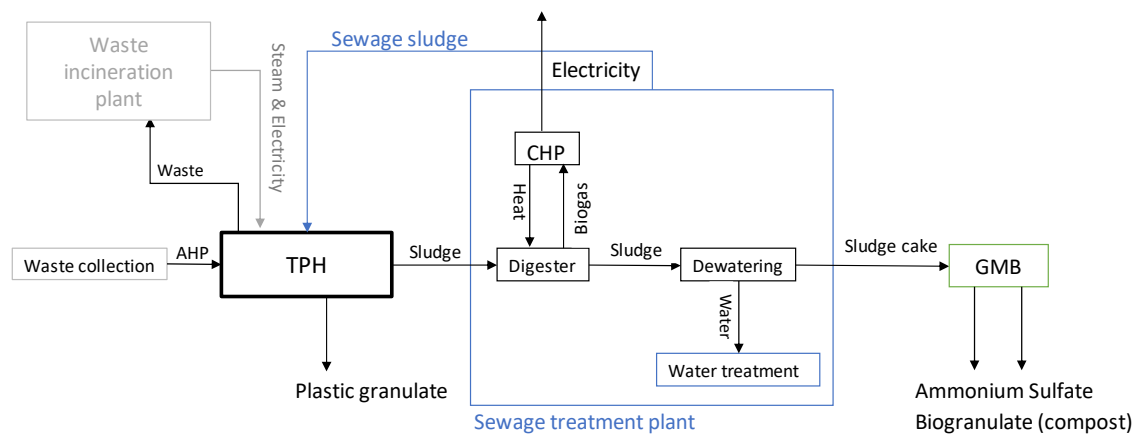 Waste
incineration
plant
Steam & Electricity
Sewage sludge
Electricity
CHP
Waste
Heat
Biogas
Waste collection
AHP
TPH
Sludge
Digester
Sludge
Dewatering
Sludge cake
GMB
Water
Water treatment
Plastic granulate
Sewage treatment plant
Ammonium Sulfate
Biogranulate (compost)